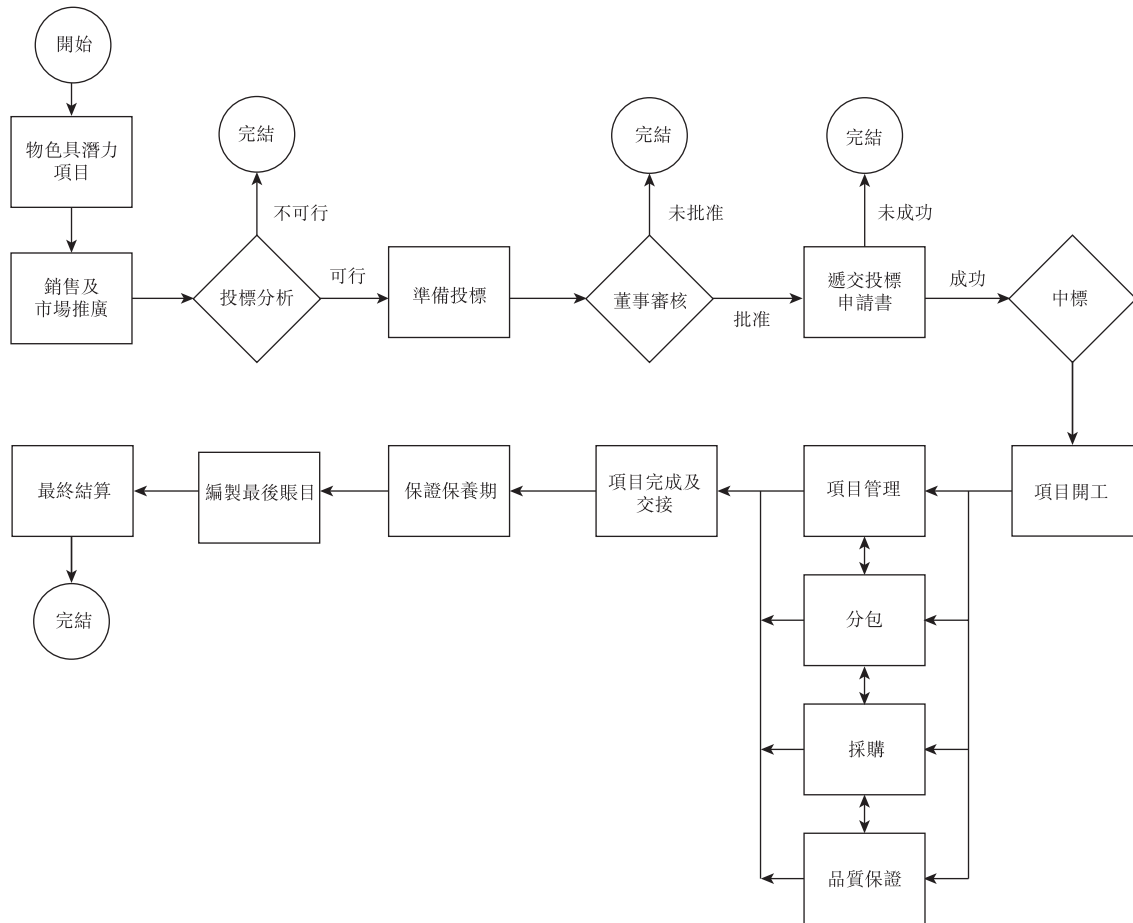 開始
物色具潛力
項目
銷售及
市場推廣
完結
不可行
投標分析
可行
準備投標
完結
未批准
董事審核
批准
完結
未成功
遞交投標
申請書
成功
中標
項目開工
項目管理
分包
採購
品質保證
項目完成及
交接
保證保養期
編製最後賬目
最終結算
完結